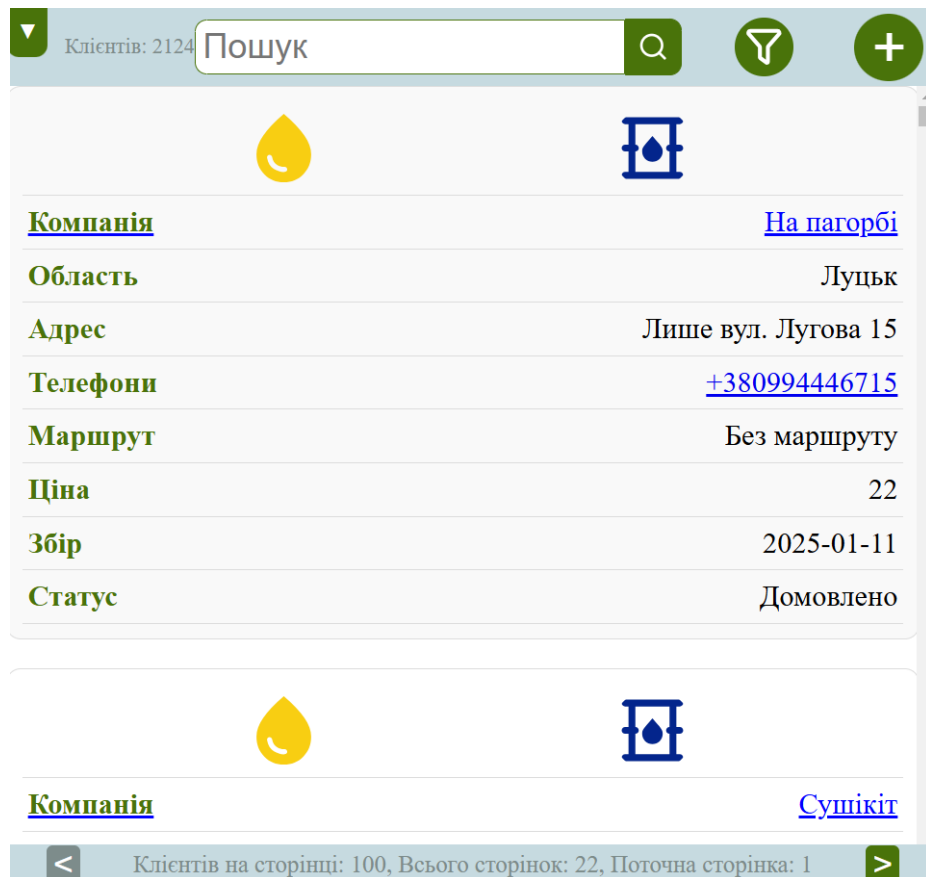 ▼ Клієнтів: 2124 Пошук +
Компанія На пагорбі
Область Луцьк
Адрес Лише вул. Лугова 15
Телефони +380994446715
Маршрут Без маршруту
Ціна 22
Збір 2025-01-11
Статус Домовлено
Компанія Сушікіт
< Клієнтів на сторінці: 100, Всього сторінок: 22, Поточна сторінка: 1 >